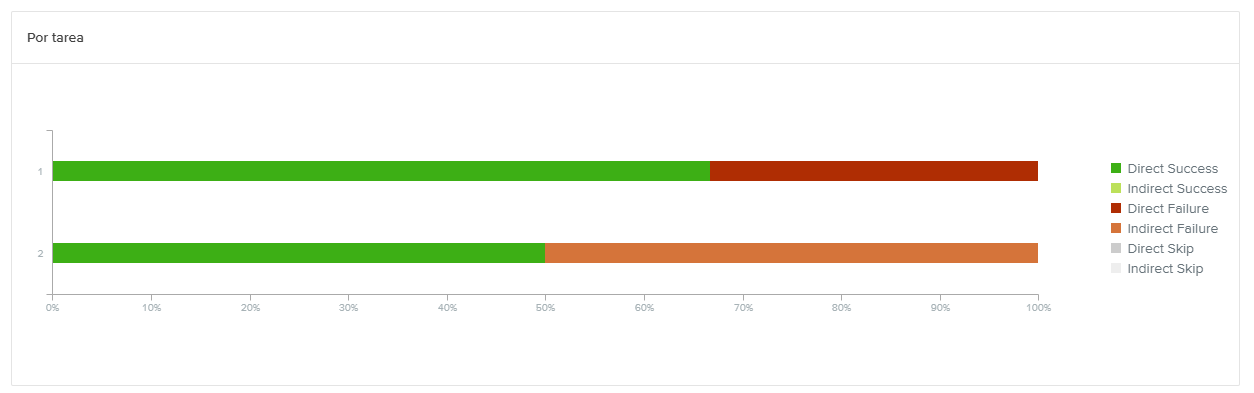 Por tarea
1
2
0% 10% 20% 30% 40% 50% 60% 70% 80% 90% 100%
Direct Success
Indirect Success
Direct Failure
Indirect Failure
Direct Skip
Indirect Skip